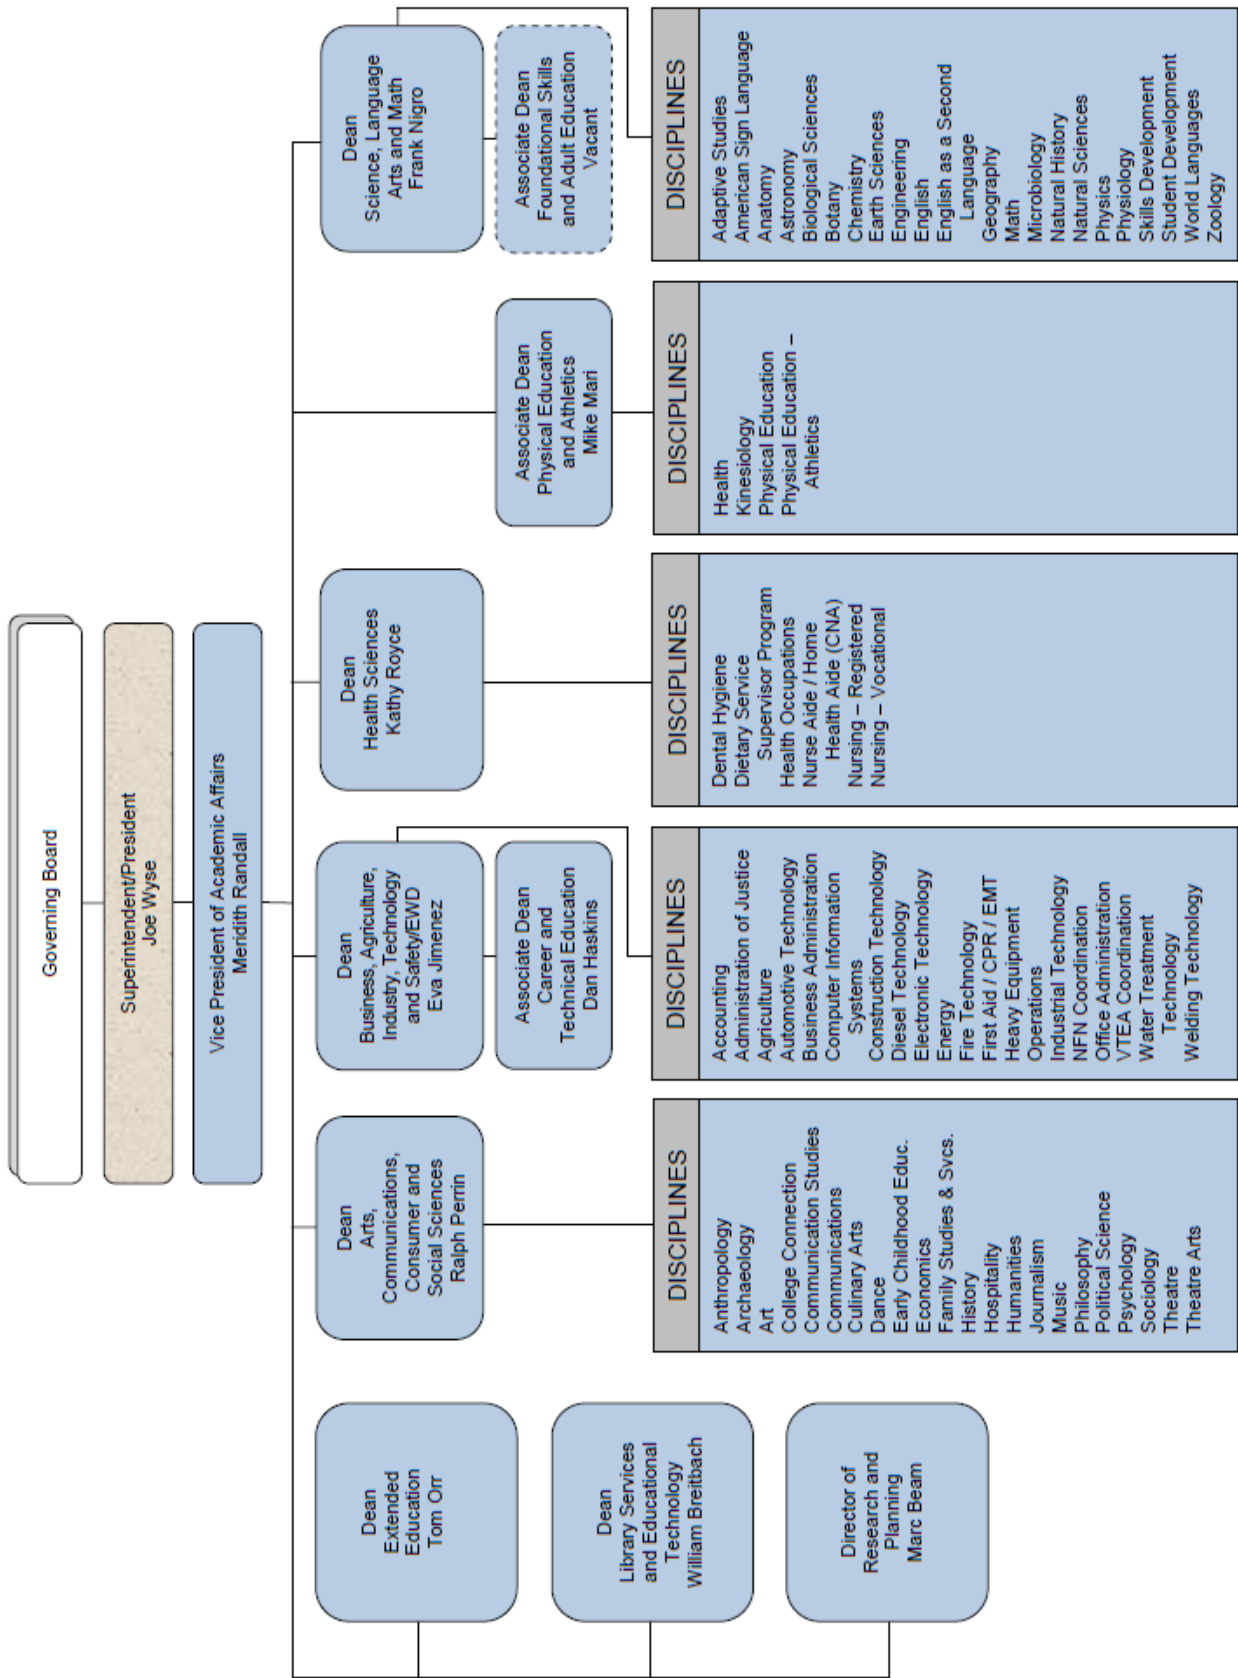 Governing Board
Superintendent/President
Joe Wyse
Vice President of Academic Affairs
Meridith Randall
Dean
Extended
Education
Tom Orr
Dean
Library Services
and Educational
Technology
William Breitbach
Director of
Research and
Planning
Marc Beam
Dean
Arts,
Communications,
Consumer and
Social Sciences
Ralph Perrin
DISCIPLINES
Anthropology
Archaeology
Art
College Connection
Communication Studies
Communications
Culinary Arts
Dance
Early Childhood Educ.
Economics
Family Studies & Svcs.
History
Hospitality
Humanities
Journalism
Music
Philosophy
Political Science
Psychology
Sociology
Theatre
Theatre Arts
Dean
Business, Agriculture,
Industry, Technology
and Safety/EWD
Eva Jimenez
Associate Dean
Career and
Technical Education
Dan Haskins
DISCIPLINES
Accounting
Administration of Justice
Agriculture
Automotive Technology
Business Administration
Computer Information
Systems
Construction Technology
Diesel Technology
Electronic Technology
Energy
Fire Technology
First Aid / CPR / EMT
Heavy Equipment
Operations
Industrial Technology
NFN Coordination
Office Administration
VTEA Coordination
Water Treatment
Technology
Welding Technology
Dean
Health Sciences
Kathy Royce
DISCIPLINES
Dental Hygiene
Dietary Service
Supervisor Program
Health Occupations
Nurse Aide / Home
Health Aide (CNA)
Nursing – Registered
Nursing – Vocational
Associate Dean
Physical Education
and Athletics
Mike Mari
DISCIPLINES
Health
Kinesiology
Physical Education
Physical Education –
Athletics
Dean
Science, Language
Arts and Math
Frank Nigro
Associate Dean
Foundational Skills
and Adult Education
Vacant
DISCIPLINES
Adaptive Studies
American Sign Language
Anatomy
Astronomy
Biological Sciences
Botany
Chemistry
Earth Sciences
Engineering
English
English as a Second
Language
Geography
Math
Microbiology
Natural History
Natural Sciences
Physics
Physiology
Skills Development
Student Development
World Languages
Zoology